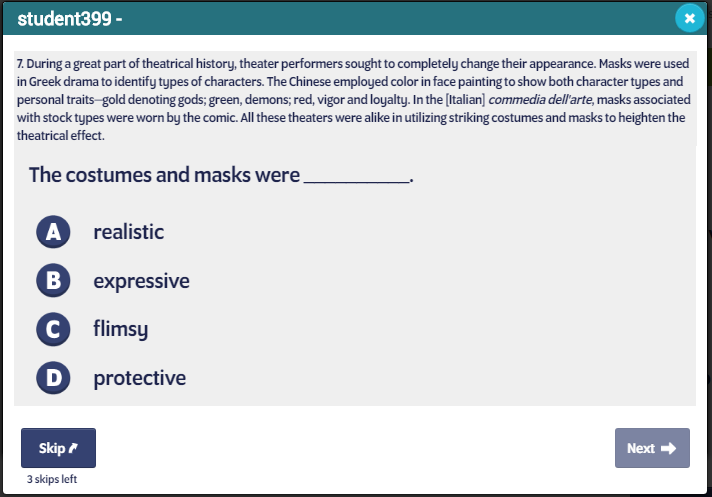 student399 -
7. During a great part of theatrical history, theater performers sought to completely change their appearance. Masks were used
in Greek drama to identify types of characters. The Chinese employed color in face painting to show both character types and
personal traits—gold denoting gods; green, demons; red, vigor and loyalty. In the [Italian] commedia dell'arte, masks associated
with stock types were worn by the comic. All these theaters were alike in utilizing striking costumes and masks to heighten the
theatrical effect.
The costumes and masks were __________.
A realistic
B expressive
C flimsy
D protective
Skip
Next
3 skips left